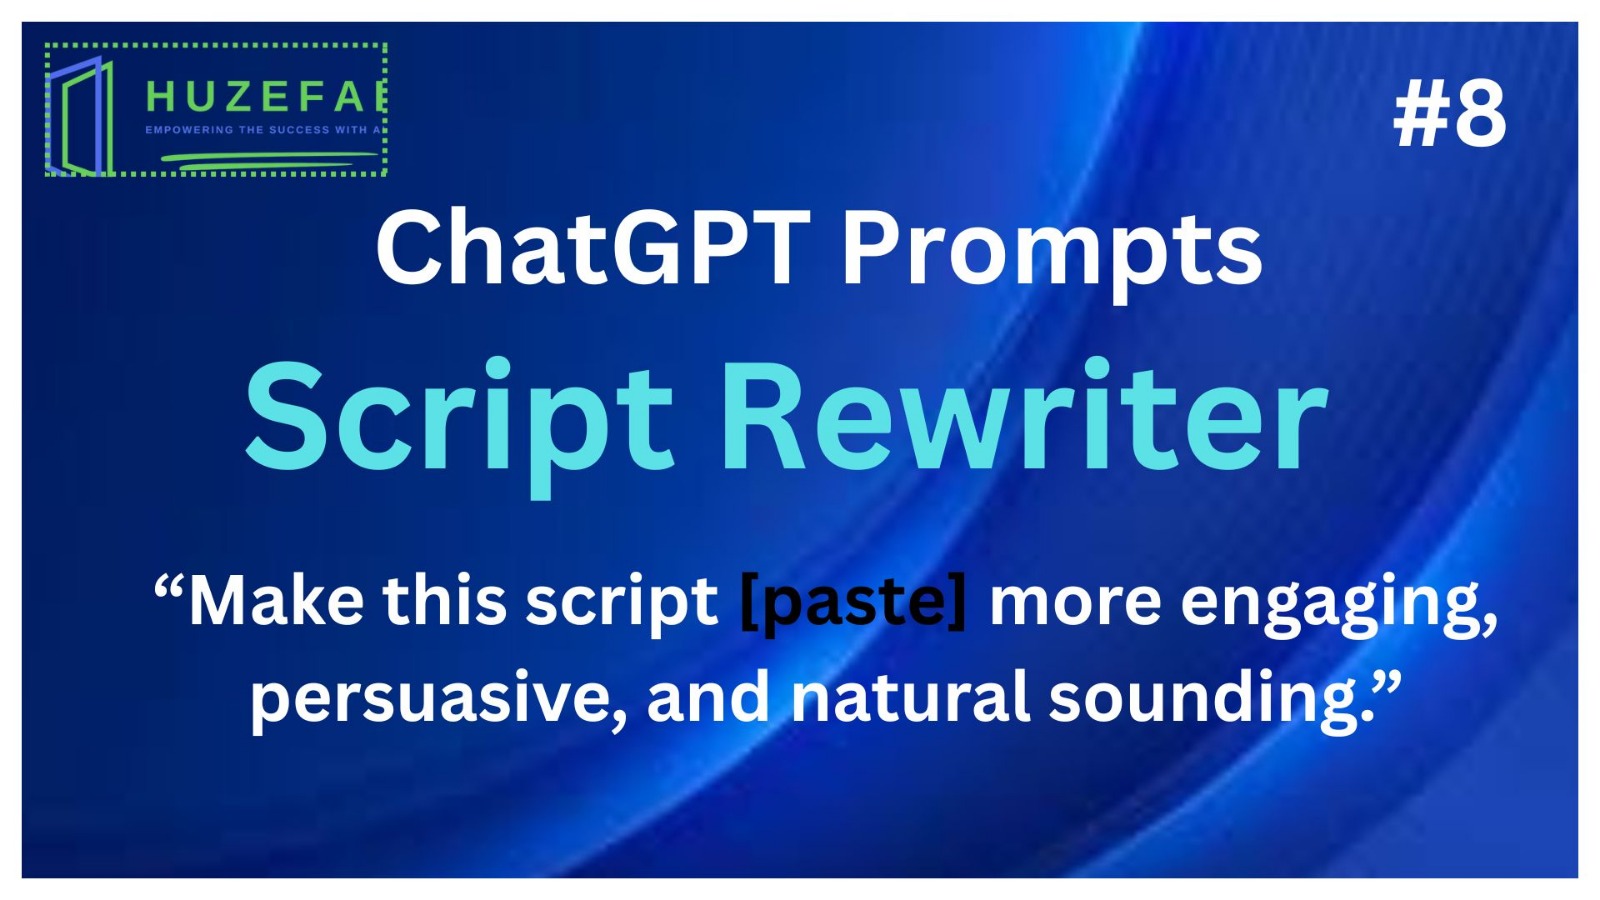 HUZEFAI
EMPOWERING THE SUCCESS WITH A
#8
ChatGPT Prompts
Script Rewriter
“Make this script [paste] more engaging,
persuasive, and natural sounding.”